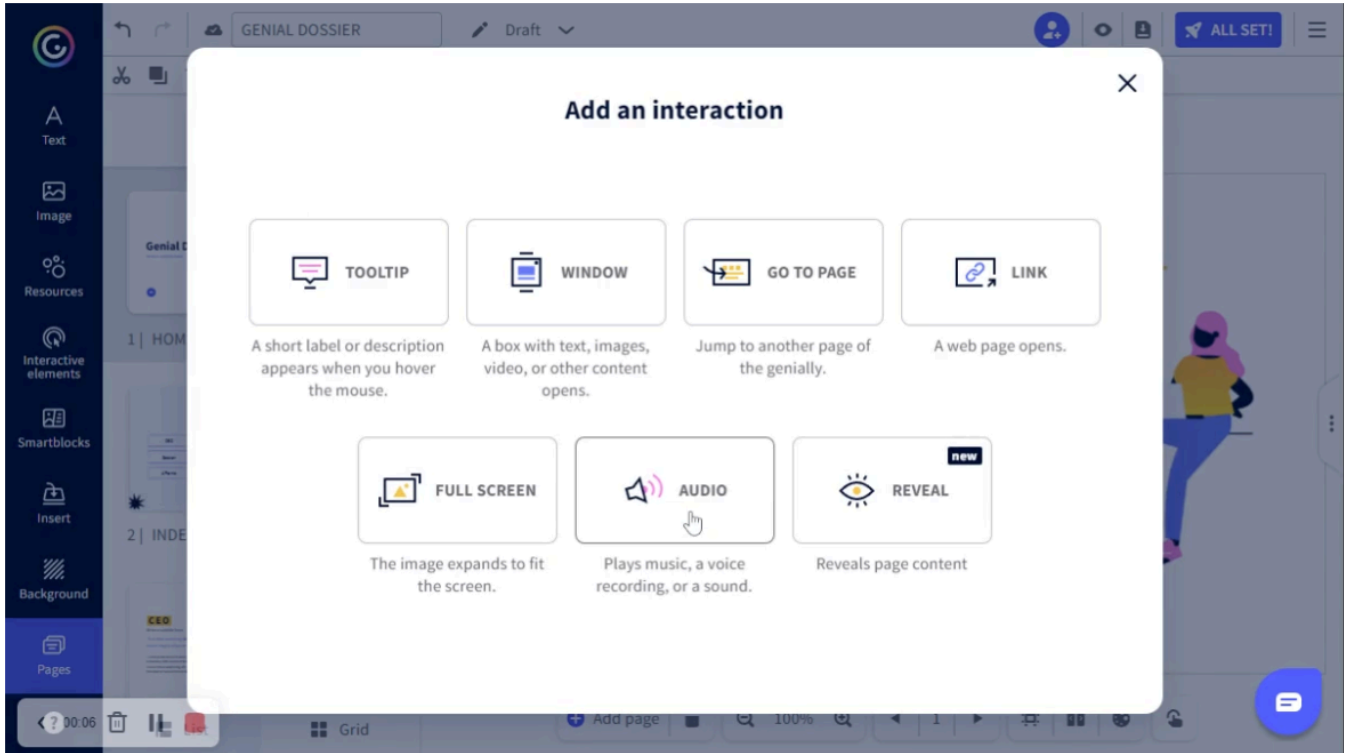 GENIAL DOSSIER
Draft
ALL SET!
Text
Image
Resources
Interactive
elements
Smartblocks
Insert
Background
Pages
00:06
Genial D
1 | HOM
2 | INDE
CEO
Add an interaction
TOOLTIP
A short label or description
appears when you hover
the mouse.
WINDOW
A box with text, images,
video, or other content
opens.
GO TO PAGE
Jump to another page of
the genially.
LINK
A web page opens.
FULL SCREEN
The image expands to fit
the screen.
AUDIO
Plays music, a voice
recording, or a sound.
new
REVEAL
Reveals page content
List
Grid
Add page
100%
1